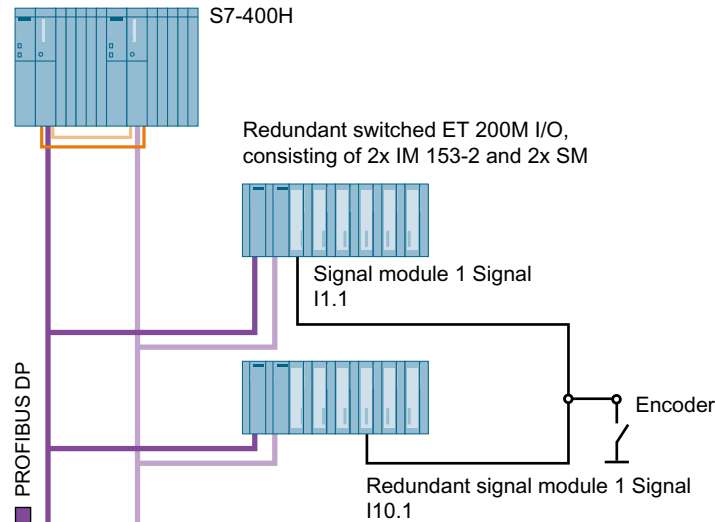 S7-400H
Redundant switched ET 200M I/O,
consisting of 2x IM 153-2 and 2x SM
Signal module 1 Signal
I1.1
PROFIBUS DP
Encoder
Redundant signal module 1 Signal
I10.1